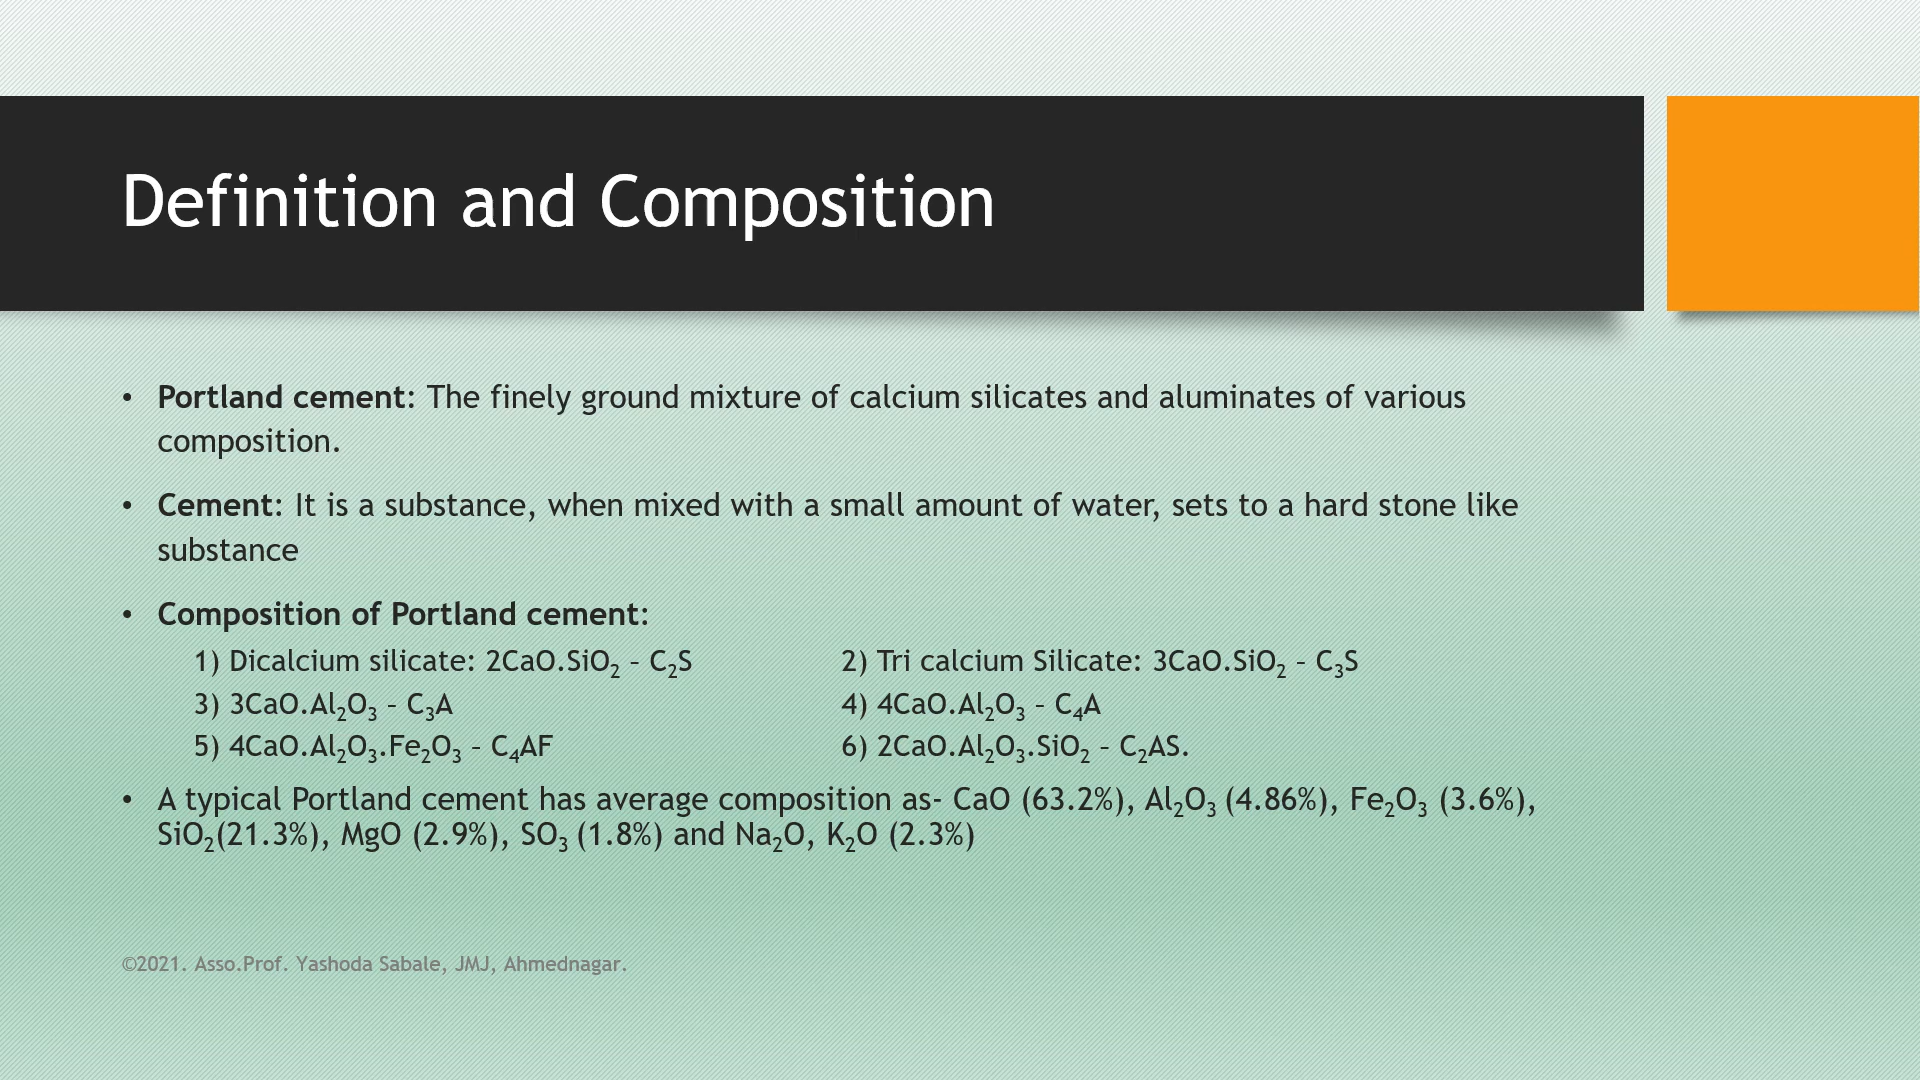 Definition and Composition
• Portland cement: The finely ground mixture of calcium silicates and aluminates of various
composition.
• Cement: It is a substance, when mixed with a small amount of water, sets to a hard stone like
substance
• Composition of Portland cement:
1) Dicalcium silicate: 2CaO.SiO₂ – C₂S 2) Tri calcium Silicate: 3CaO.SiO₂ – C₃S
3) 3CaO.Al₂O₃ – C₃A 4) 4CaO.Al₂O₃ – C₄A
5) 4CaO.Al₂O₃.Fe₂O₃ – C₄AF 6) 2CaO.Al₂O₃.SiO₂ – C₂AS.
• A typical Portland cement has average composition as- CaO (63.2%), Al₂O₃ (4.86%), Fe₂O₃ (3.6%),
SiO₂(21.3%), MgO (2.9%), SO₃ (1.8%) and Na₂O, K₂O (2.3%)
©2021. Asso.Prof. Yashoda Sabale, JMJ, Ahmednagar.